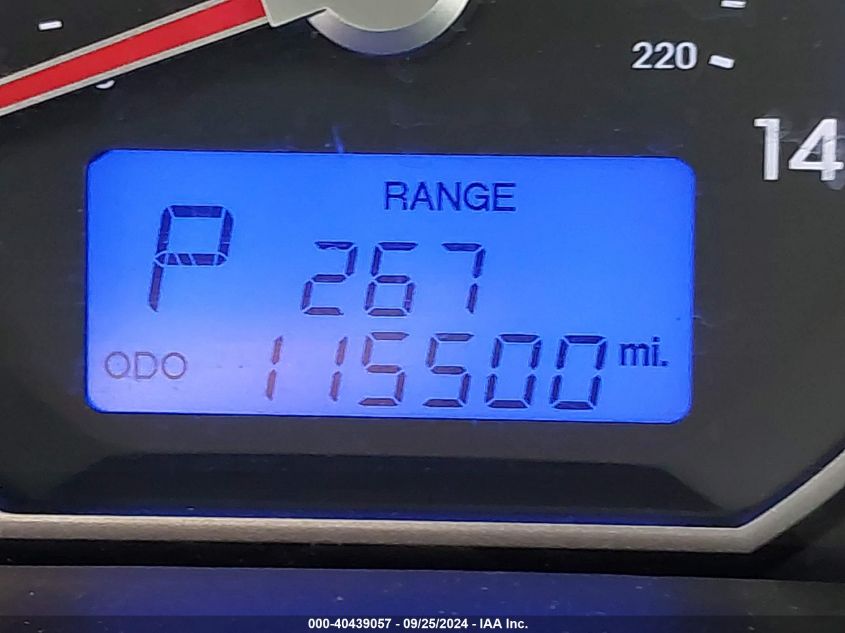 220
14
RANGE
P 267
ODO 115500 mi.
000-40439057 - 09/25/2024 - IAA Inc.